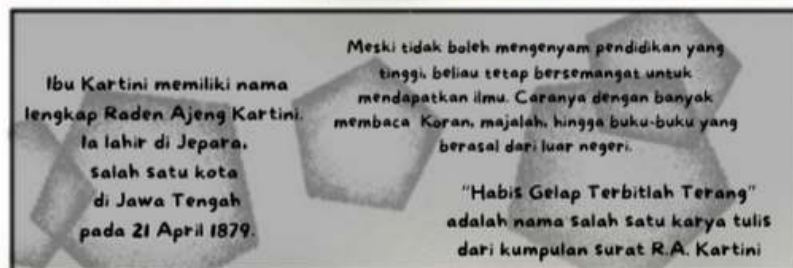 Ibu Kartini memiliki nama
lengkap Raden Ajeng Kartini.
Ia lahir di Jepara,
salah satu kota
di Jawa Tengah
pada 21 April 1879.
Meski tidak boleh mengenyam pendidikan yang
tinggi, beliau tetap bersemangat untuk
mendapatkan ilmu. Caranya dengan banyak
membaca Koran, majalah, hingga buku-buku yang
berasal dari luar negeri.
"Habis Gelap Terbitlah Terang"
adalah nama salah satu karya tulis
dari kumpulan surat R.A. Kartini